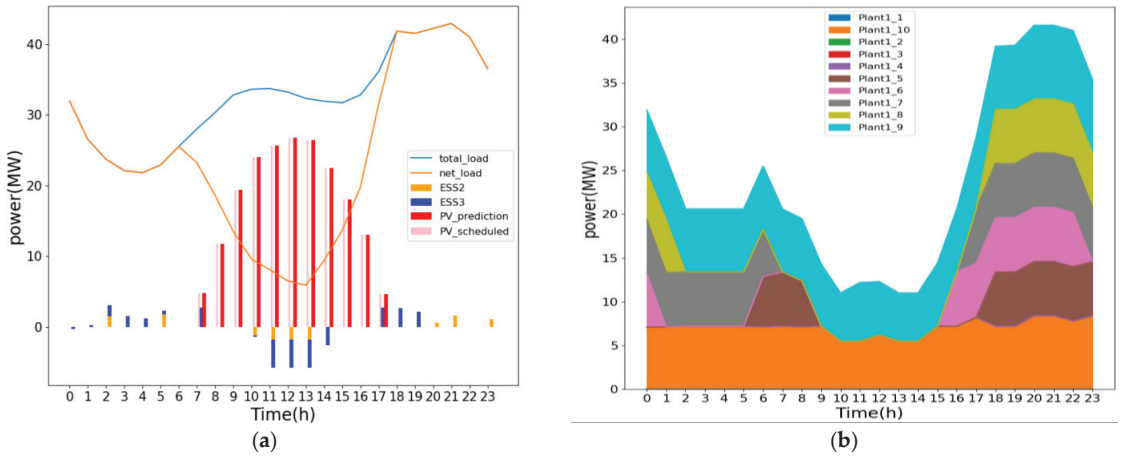 power(MW)
40
30
20
10
0
total_load
net_load
ESS2
ESS3
PV_prediction
PV_scheduled
0 1 2 3 4 5 6 7 8 9 10 11 12 13 14 15 16 17 18 19 20 21 22 23
Time(h)
(a)
power(MW)
40
35
30
25
20
15
10
5
0
Plant1_1
Plant1_10
Plant1_2
Plant1_3
Plant1_4
Plant1_5
Plant1_6
Plant1_7
Plant1_8
Plant1_9
0 1 2 3 4 5 6 7 8 9 10 11 12 13 14 15 16 17 18 19 20 21 22 23
Time(h)
(b)